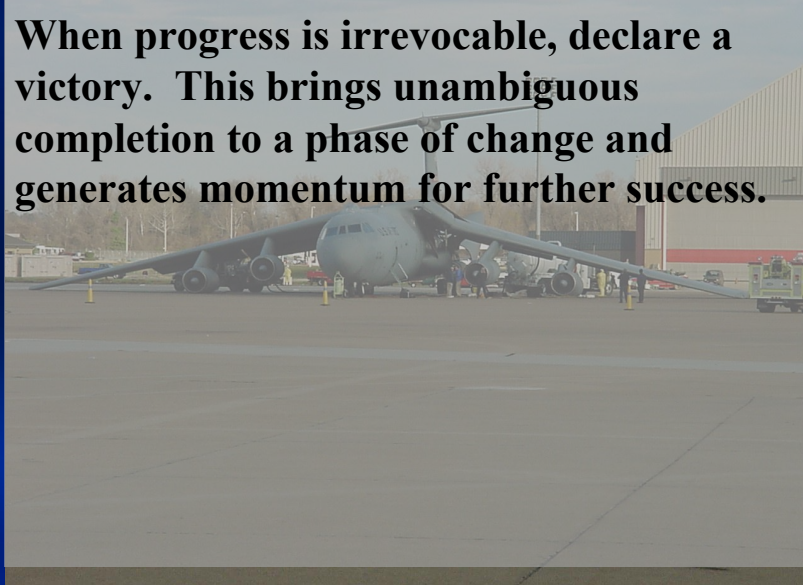 When progress is irrevocable, declare a
victory.  This brings unambiguous
completion to a phase of change and
generates momentum for further success.